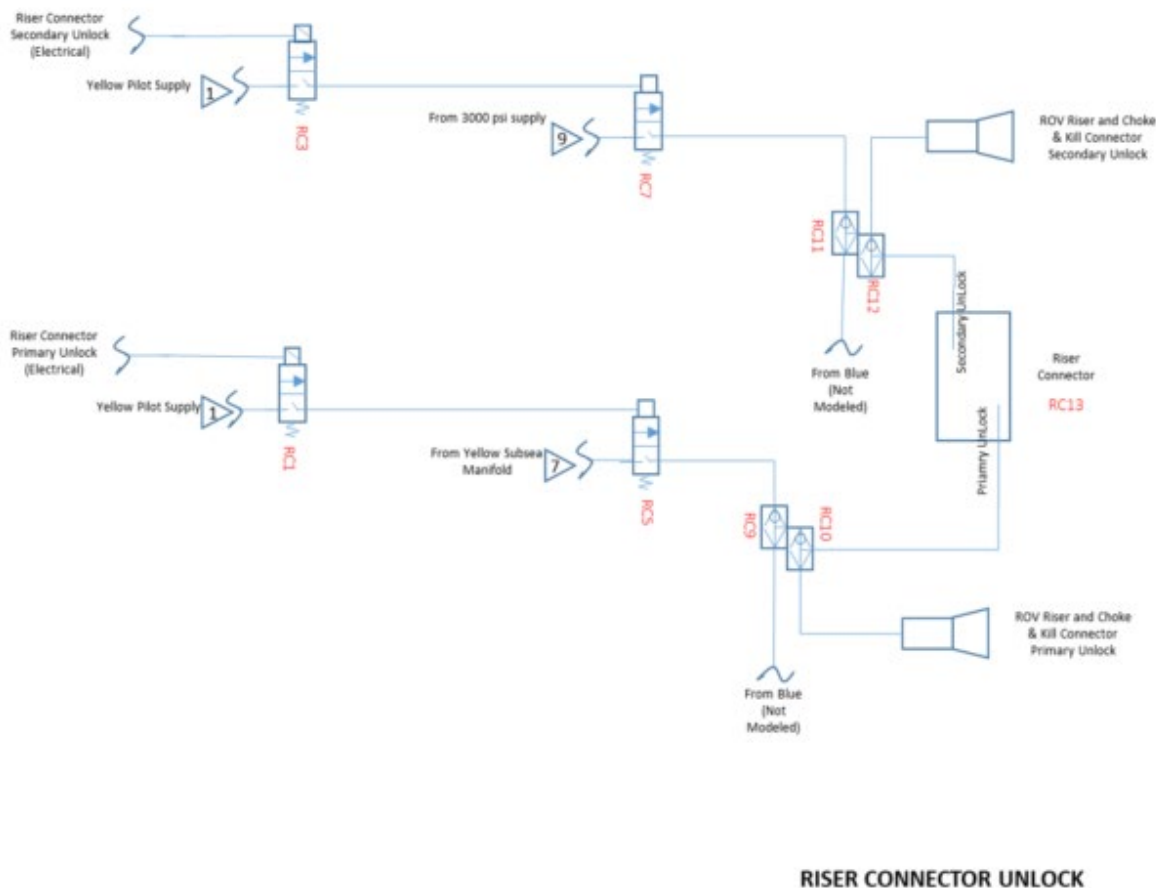 Riser Connector
Secondary Unlock
(Electrical)
Yellow Pilot Supply
1
RC3
From 3000 psi supply
9
RC7
ROV Riser and Choke
& Kill Connector
Secondary Unlock
RC11
RC12
From Blue
(Not
Modeled)
Secondary UnLock
Riser
Connector
RC13
Priamry UnLock
Riser Connector
Primary Unlock
(Electrical)
Yellow Pilot Supply
1
RC1
From Yellow Subsea
Manifold
7
RC5
RC9
RC10
ROV Riser and Choke
& Kill Connector
Primary Unlock
From Blue
(Not
Modeled)
RISER CONNECTOR UNLOCK